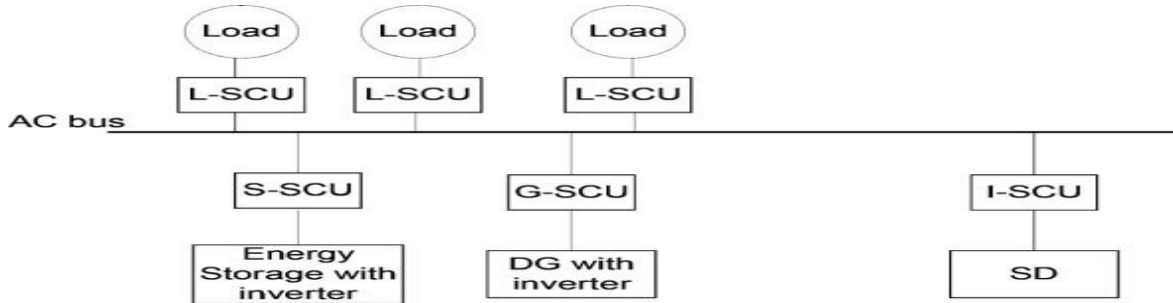 Load
Load
Load
L-SCU
L-SCU
L-SCU
AC bus
S-SCU
G-SCU
I-SCU
Energy
Storage with
inverter
DG with
inverter
SD